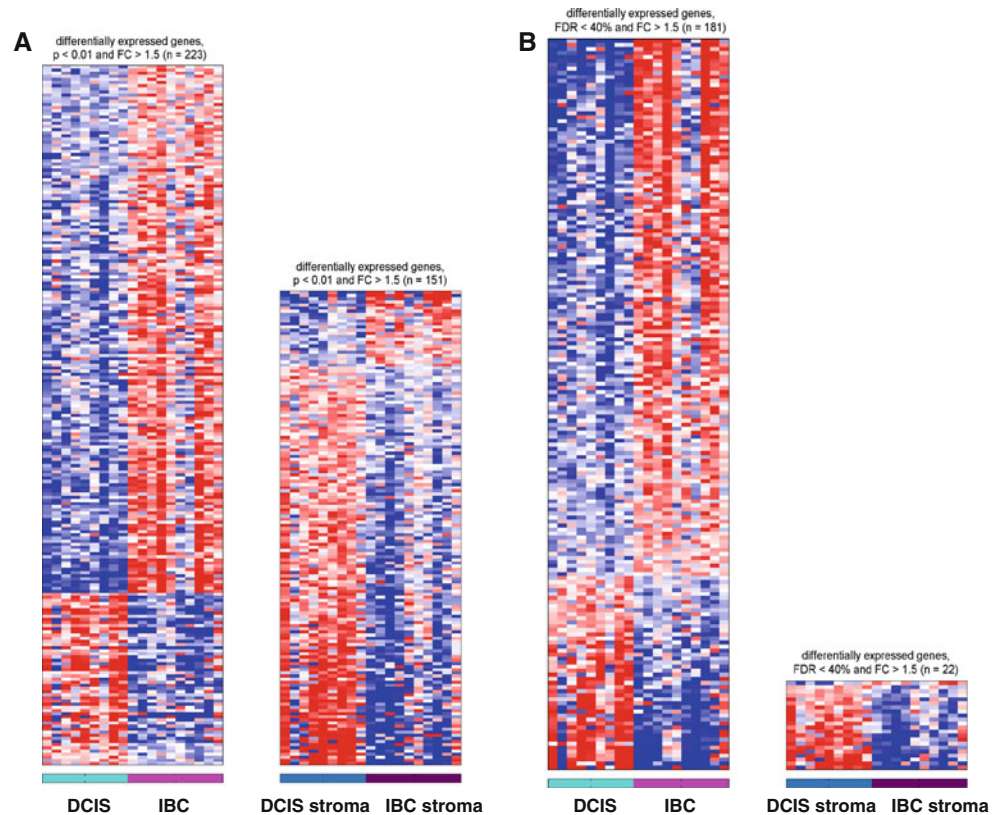 A
differentially expressed genes,
p < 0.01 and FC > 1.5 (n = 223)
differentially expressed genes,
p < 0.01 and FC > 1.5 (n = 151)
DCIS IBC
DCIS stroma IBC stroma
B
differentially expressed genes,
FDR < 40% and FC > 1.5 (n = 181)
differentially expressed genes,
FDR < 40% and FC > 1.5 (n = 22)
DCIS IBC
DCIS stroma IBC stroma